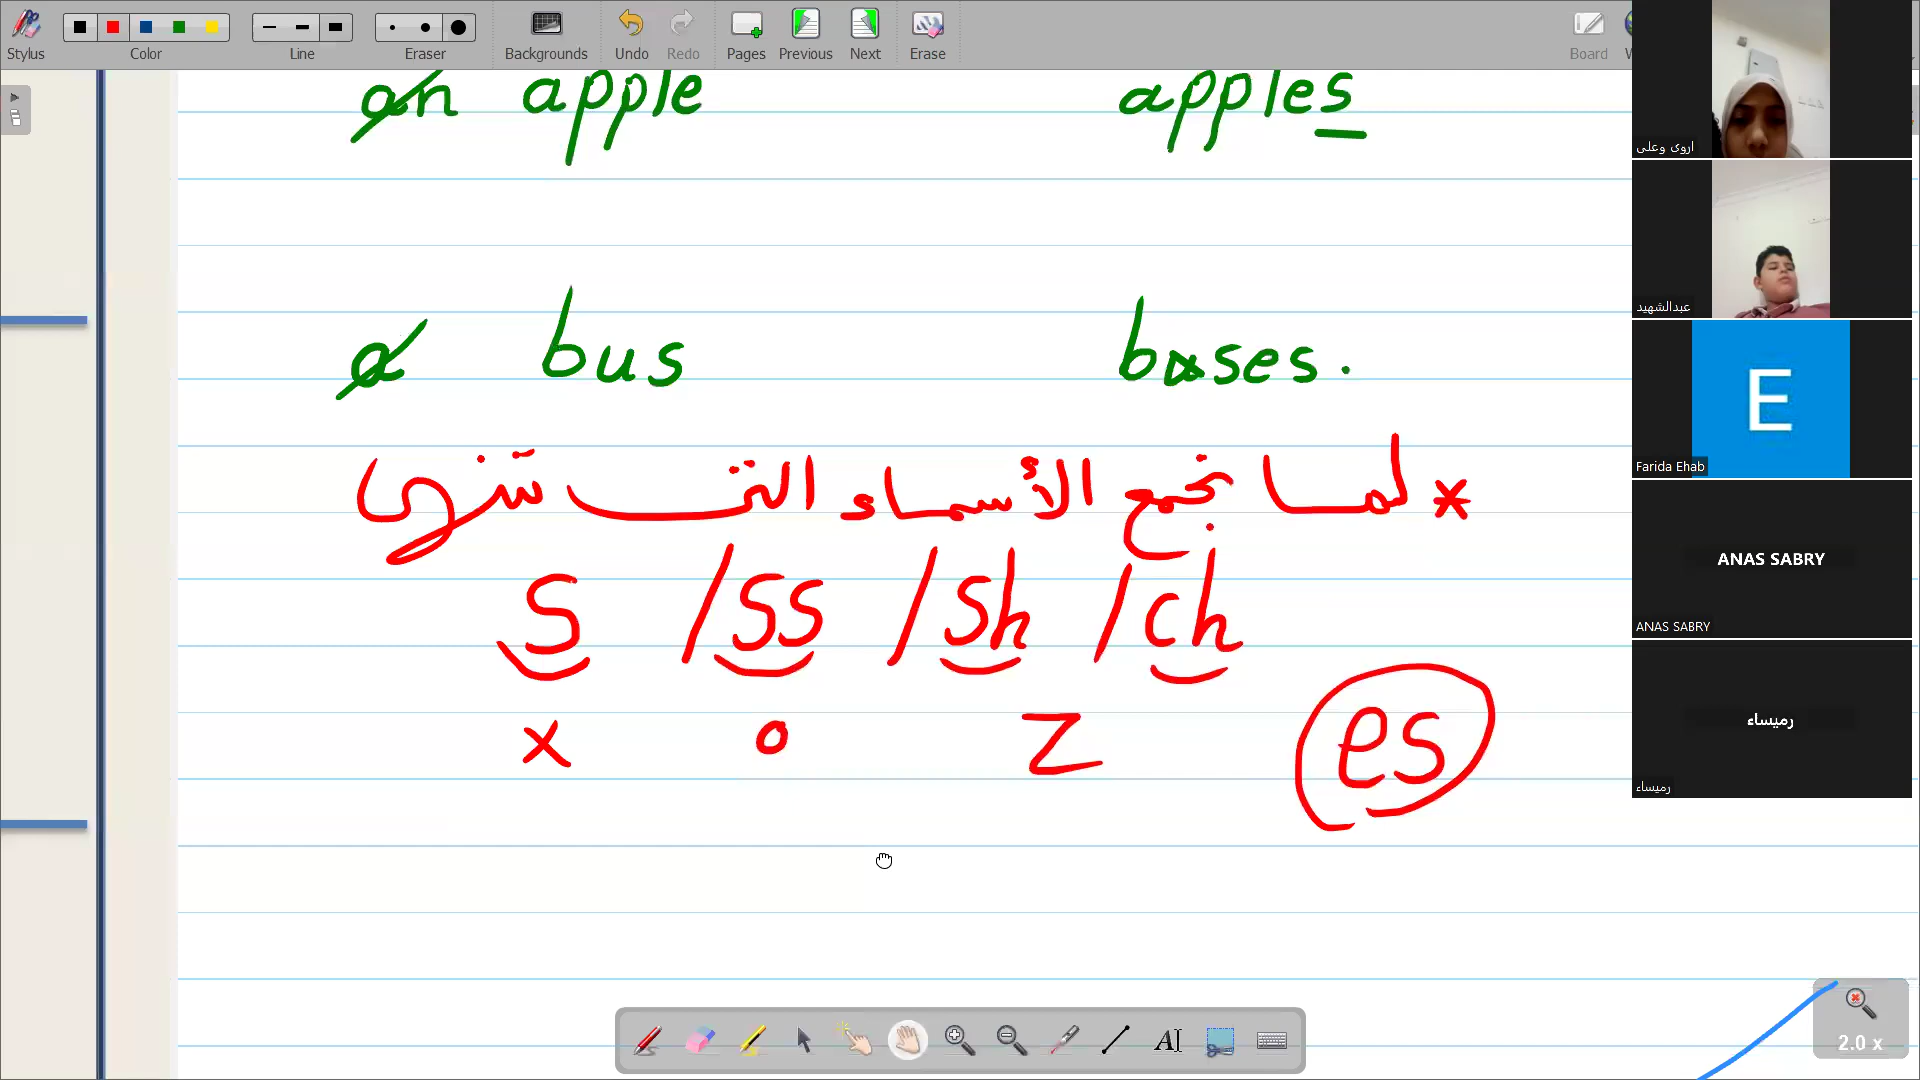 Stylus Color Line Eraser Backgrounds Undo Redo Pages Previous Next Erase Board
an apple apples
a bus buses.
* لما نجمع الأسماء التى تنتهى
s /ss /sh /ch
x o z es
اروى وعلى
عبدالشهيد
E
Farida Ehab
ANAS SABRY
ANAS SABRY
رميساء
رميساء
2.0 x